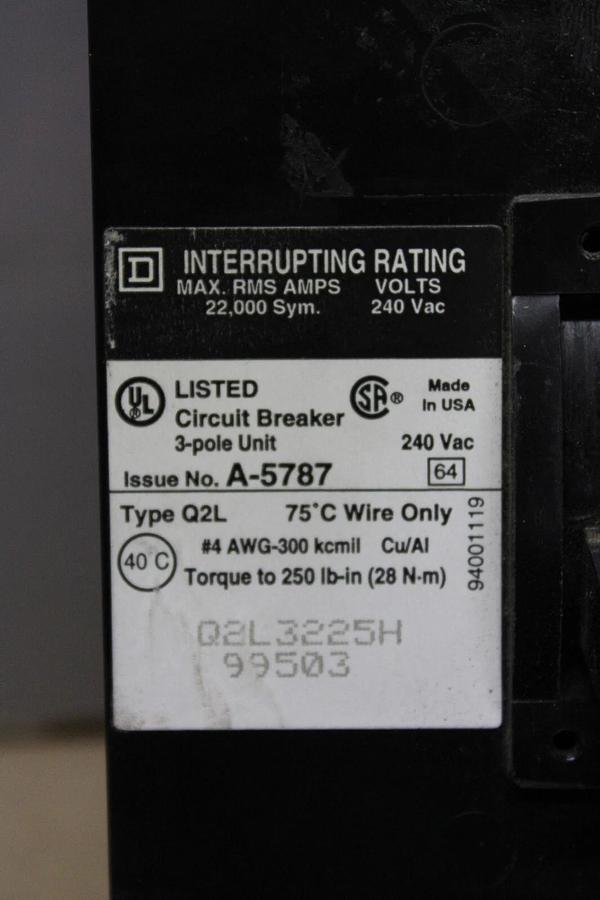 D INTERRUPTING RATING
MAX. RMS AMPS VOLTS
22,000 Sym. 240 Vac
UL ® LISTED
Circuit Breaker
3-pole Unit
SA ® Made
In USA
240 Vac
Issue No. A-5787 64
Type Q2L 75°C Wire Only
40°C #4 AWG-300 kcmil Cu/Al
Torque to 250 lb-in (28 N·m)
94001119
Q2L3225H
99503